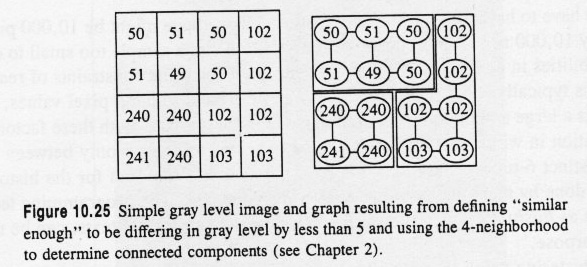 50 51 50 102
51 49 50 102
240 240 102 102
241 240 103 103
50 51 50 102
51 49 50 102
240 240 102 102
241 240 103 103
Figure 10.25 Simple gray level image and graph resulting from defining “similar
enough” to be differing in gray level by less than 5 and using the 4-neighborhood
to determine connected components (see Chapter 2).